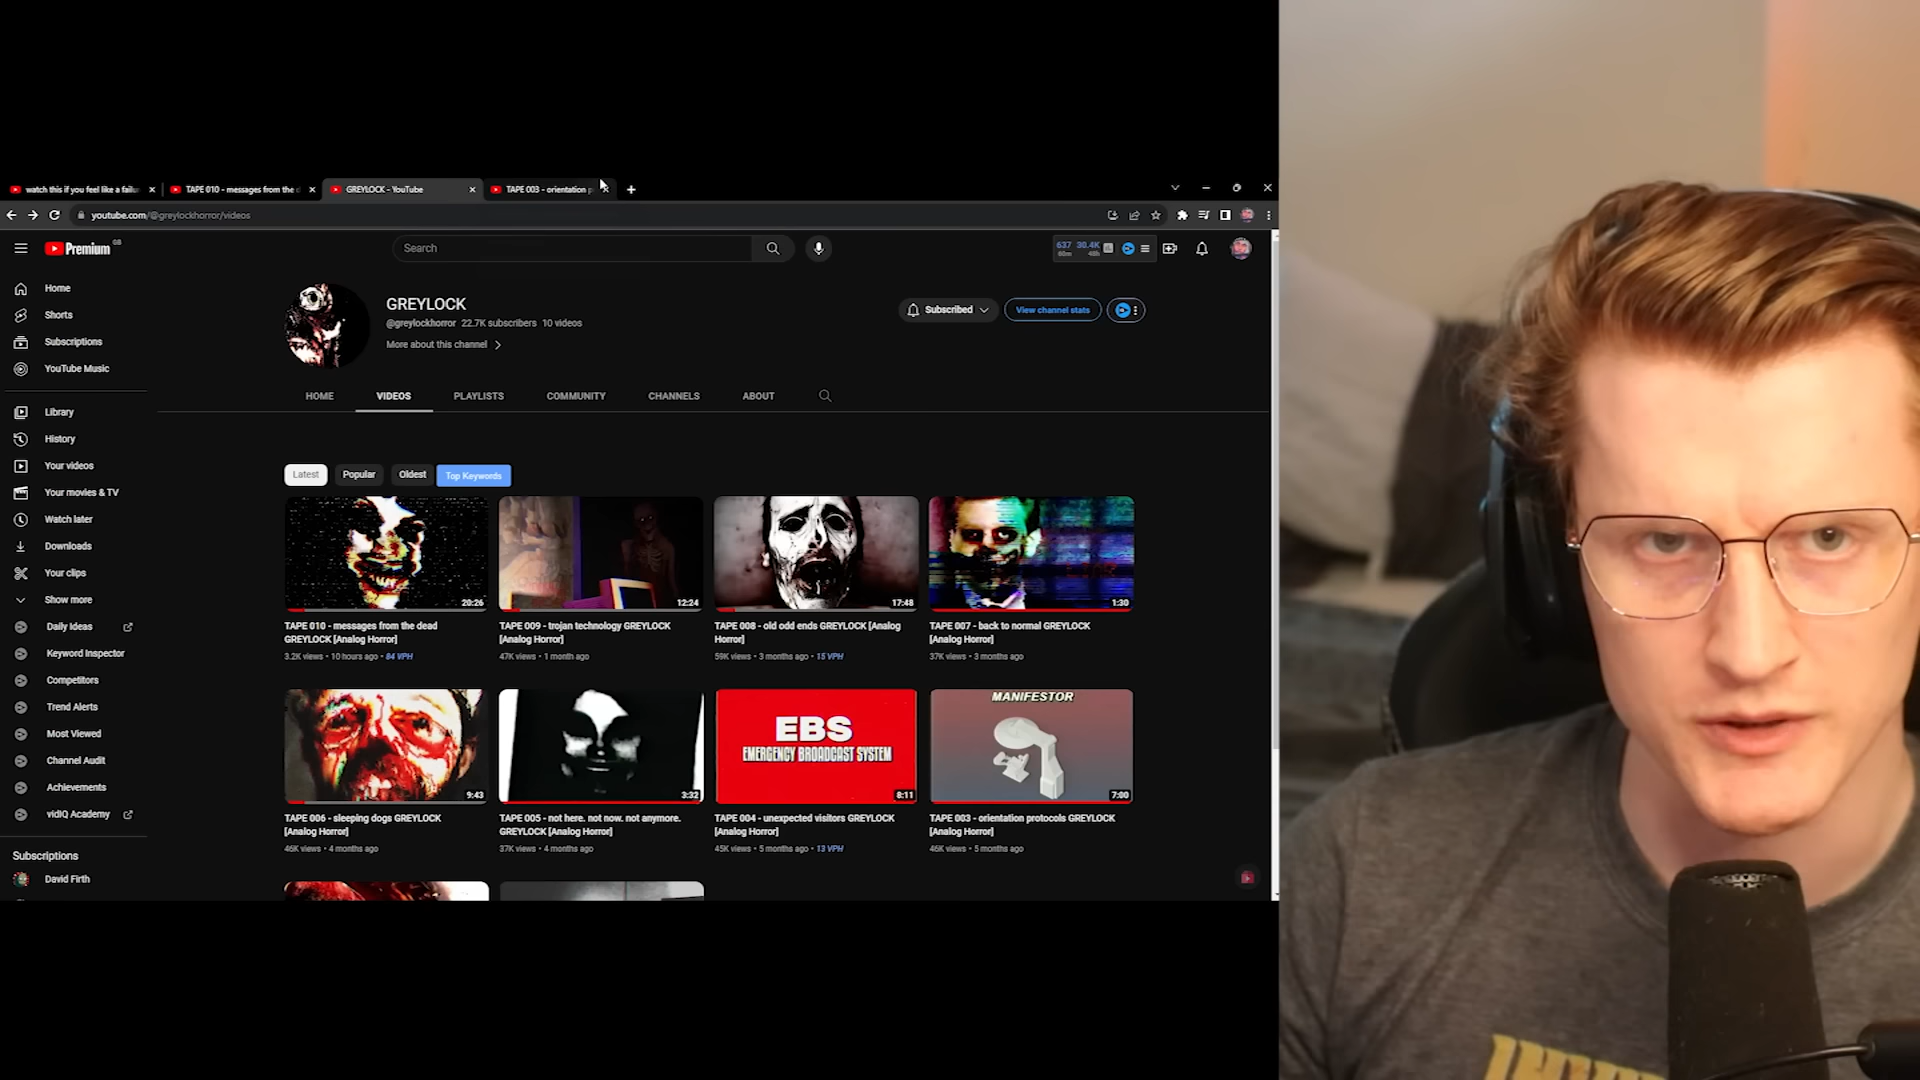 watch this if you feel like a failur
TAPE 010 - messages from the d
GREYLOCK - YouTube
TAPE 003 - orientation p
youtube.com/@greylockhorror/videos
Premium GB
Search
637 30.4K
60m 48h
Home
Shorts
Subscriptions
YouTube Music
Library
History
Your videos
Your movies & TV
Watch later
Downloads
Your clips
Show more
Daily Ideas
Keyword Inspector
Competitors
Trend Alerts
Most Viewed
Channel Audit
Achievements
vidIQ Academy
Subscriptions
David Firth
GREYLOCK
@greylockhorror 22.7K subscribers 10 videos
More about this channel
Subscribed
View channel stats
HOME
VIDEOS
PLAYLISTS
COMMUNITY
CHANNELS
ABOUT
Latest
Popular
Oldest
Top Keywords
20:26
TAPE 010 - messages from the dead
GREYLOCK [Analog Horror]
3.2K views • 10 hours ago • 84 VPH
12:24
TAPE 009 - trojan technology GREYLOCK
[Analog Horror]
47K views • 1 month ago
17:48
TAPE 008 - old odd ends GREYLOCK [Analog
Horror]
59K views • 3 months ago • 15 VPH
1:30
TAPE 007 - back to normal GREYLOCK
[Analog Horror]
37K views • 3 months ago
9:43
TAPE 006 - sleeping dogs GREYLOCK
[Analog Horror]
46K views • 4 months ago
3:32
TAPE 005 - not here. not now. not anymore.
GREYLOCK [Analog Horror]
37K views • 4 months ago
EBS
EMERGENCY BROADCAST SYSTEM
8:11
TAPE 004 - unexpected visitors GREYLOCK
[Analog Horror]
45K views • 5 months ago • 13 VPH
MANIFESTOR
7:00
TAPE 003 - orientation protocols GREYLOCK
[Analog Horror]
46K views • 5 months ago